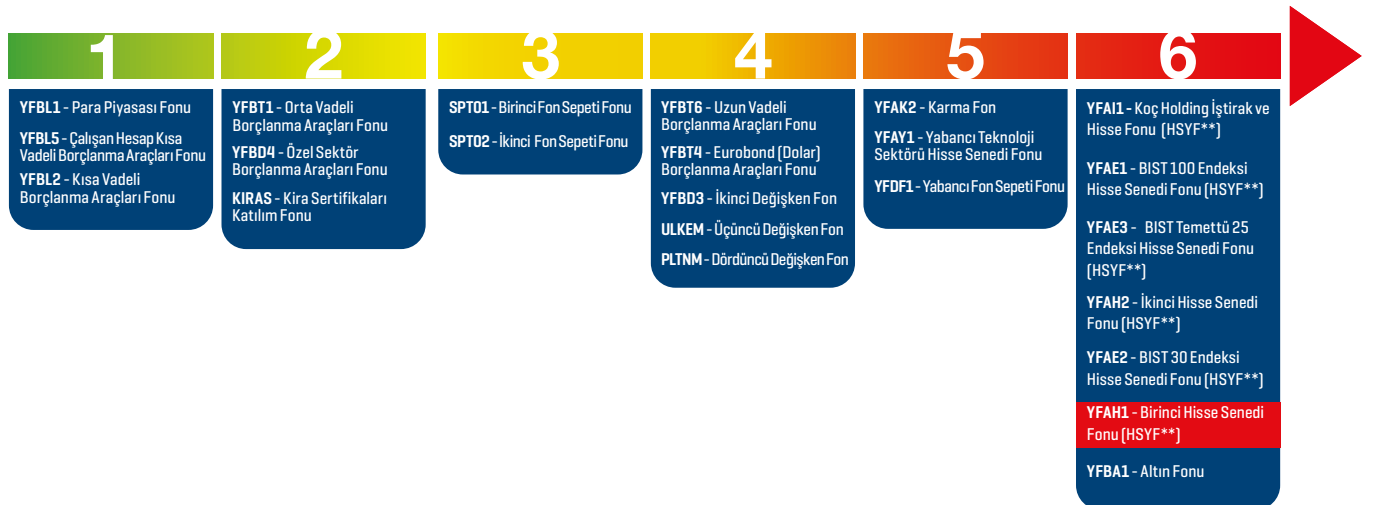 1
YFBL1 - Para Piyasası Fonu
YFBL5 - Çalışan Hesap Kısa
Vadeli Borçlanma Araçları Fonu
YFBL2 - Kısa Vadeli
Borçlanma Araçları Fonu
2
YFBT1 - Orta Vadeli
Borçlanma Araçları Fonu
YFBD4 - Özel Sektör
Borçlanma Araçları Fonu
KIRAS - Kira Sertifikaları
Katılım Fonu
3
SPT01 - Birinci Fon Sepeti Fonu
SPT02 - İkinci Fon Sepeti Fonu
4
YFBT6 - Uzun Vadeli
Borçlanma Araçları Fonu
YFBT4 - Eurobond (Dolar)
Borçlanma Araçları Fonu
YFBD3 - İkinci Değişken Fon
ULKEM - Üçüncü Değişken Fon
PLTNM - Dördüncü Değişken Fon
5
YFAK2 - Karma Fon
YFAY1 - Yabancı Teknoloji
Sektörü Hisse Senedi Fonu
YFDF1 - Yabancı Fon Sepeti Fonu
6
YFAI1 - Koç Holding İştirak ve
Hisse Fonu (HSYF**)
YFAE1 - BIST 100 Endeksi
Hisse Senedi Fonu (HSYF**)
YFAE3 - BIST Temettü 25
Endeksi Hisse Senedi Fonu
(HSYF**)
YFAH2 - İkinci Hisse Senedi
Fonu (HSYF**)
YFAE2 - BIST 30 Endeksi
Hisse Senedi Fonu (HSYF**)
YFAH1 - Birinci Hisse Senedi
Fonu (HSYF**)
YFBA1 - Altın Fonu